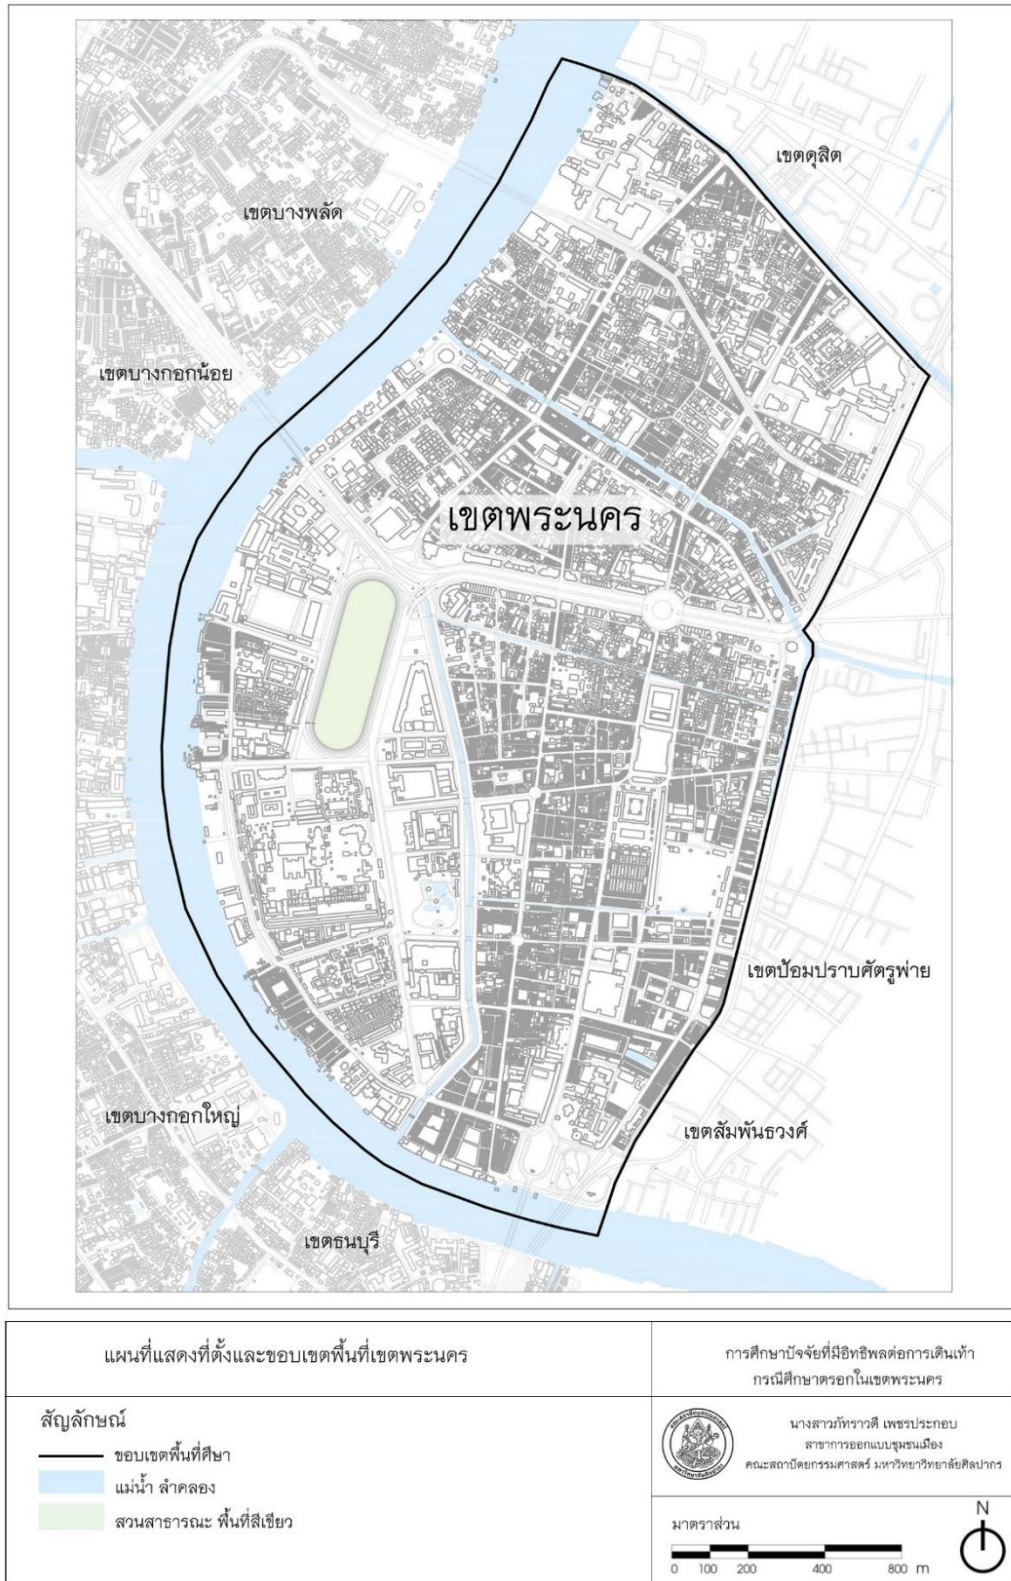 เขตดุสิต
เขตบางพลัด
เขตบางกอกน้อย
เขตพระนคร
เขตป้อมปราบศัตรูพ่าย
เขตบางกอกใหญ่
เขตสัมพันธวงศ์
เขตธนบุรี
แผนที่แสดงที่ตั้งและขอบเขตพื้นที่เขตพระนคร
การศึกษาปัจจัยที่มีอิทธิพลต่อการเดินเท้า
กรณีศึกษาตรอกในเขตพระนคร
สัญลักษณ์
ขอบเขตพื้นที่ศึษา
แม่น้ำ ลำคลอง
สวนสาธารณะ พื้นที่สีเขียว
นางสาวภัทราวดี เพชรประกอบ
สาขาการออกแบบชุมชนเมือง
คณะสถาปัตยกรรมศาสตร์ มหาวิทยาวิทยาลัยศิลปากร
มาตราส่วน
N
0 100 200 400 800 m